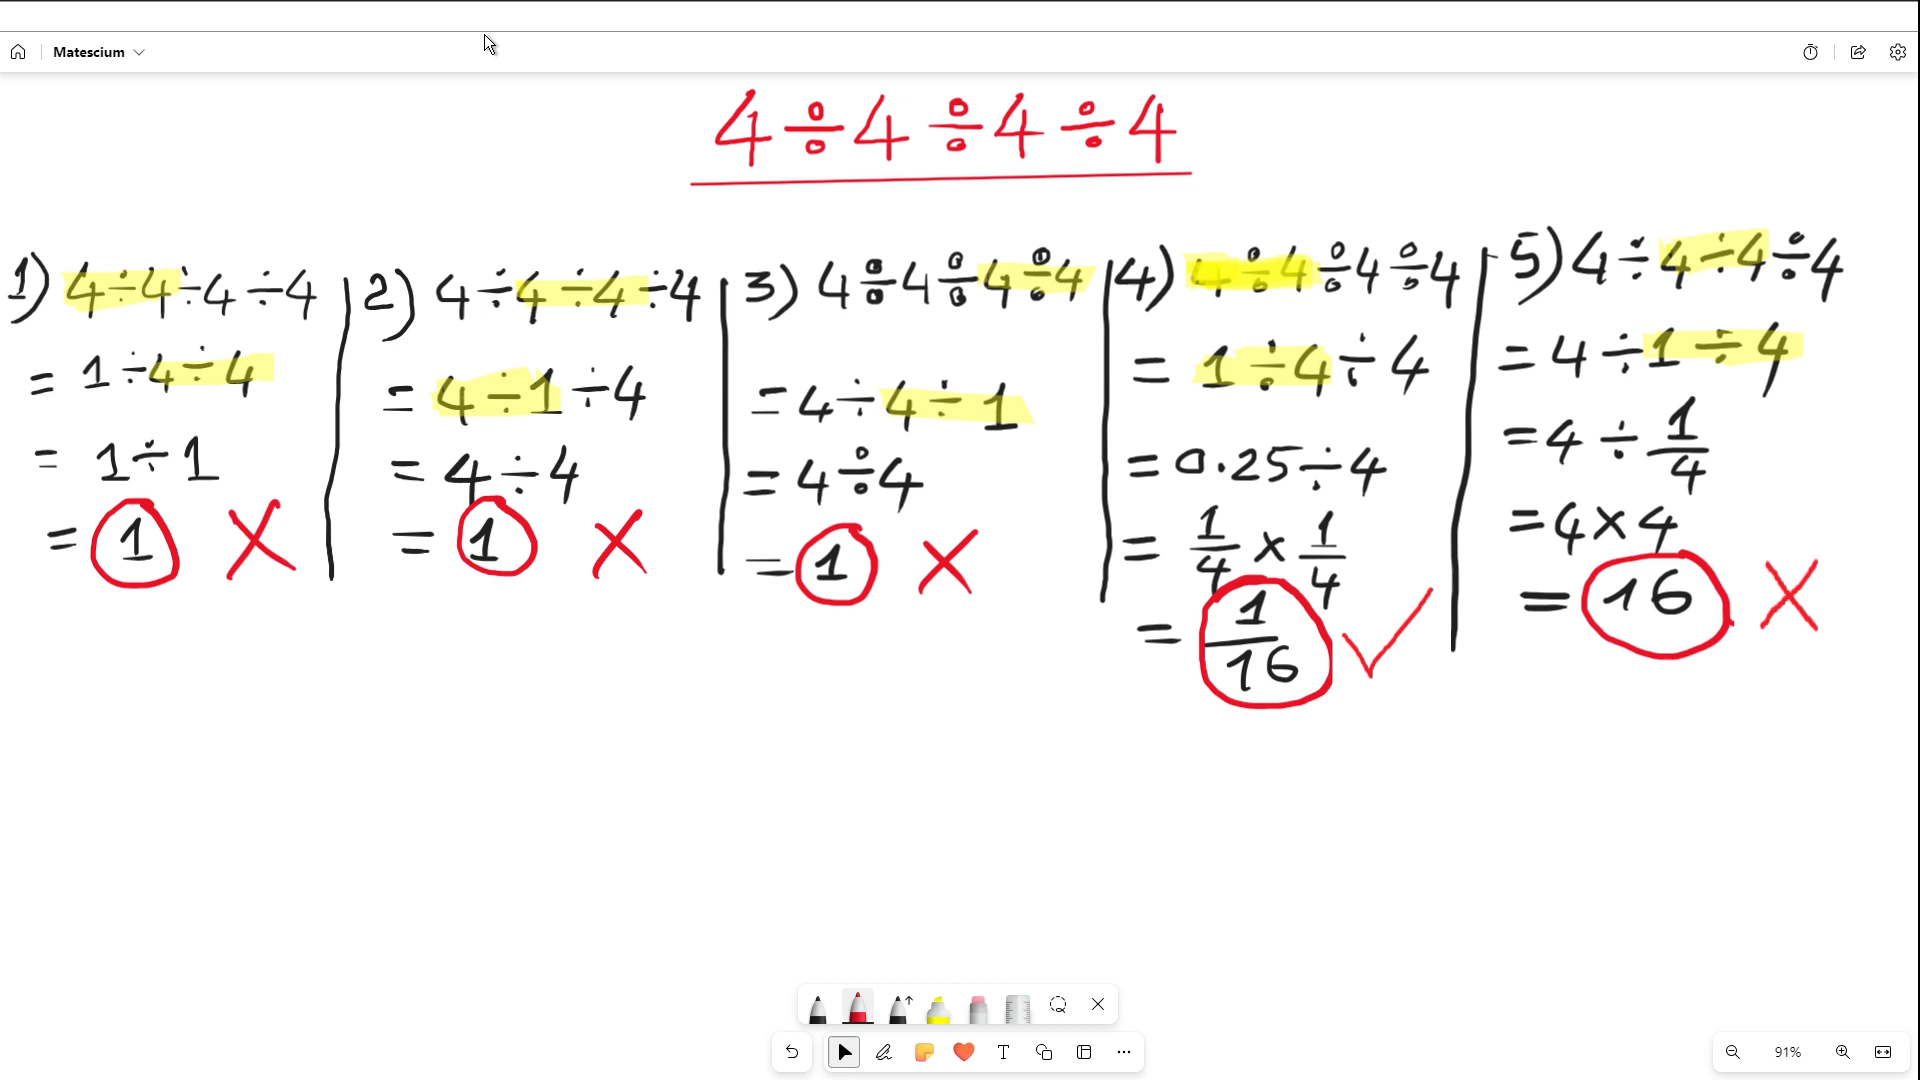 Matescium
4÷4÷4÷4
1) 4÷4÷4÷4
= 1÷4÷4
= 1÷1
= 1 X
2) 4÷4÷4÷4
= 4÷1÷4
= 4÷4
= 1 X
3) 4÷4÷4÷4
= 4÷4÷1
= 4÷4
= 1 X
4) 4÷4÷4÷4
= 1÷4÷4
= 0.25÷4
= 1/4 × 1/4
= 1/16 ✓
5) 4÷4÷4÷4
= 4÷1÷4
= 4÷1/4
= 4×4
= 16 X
91%